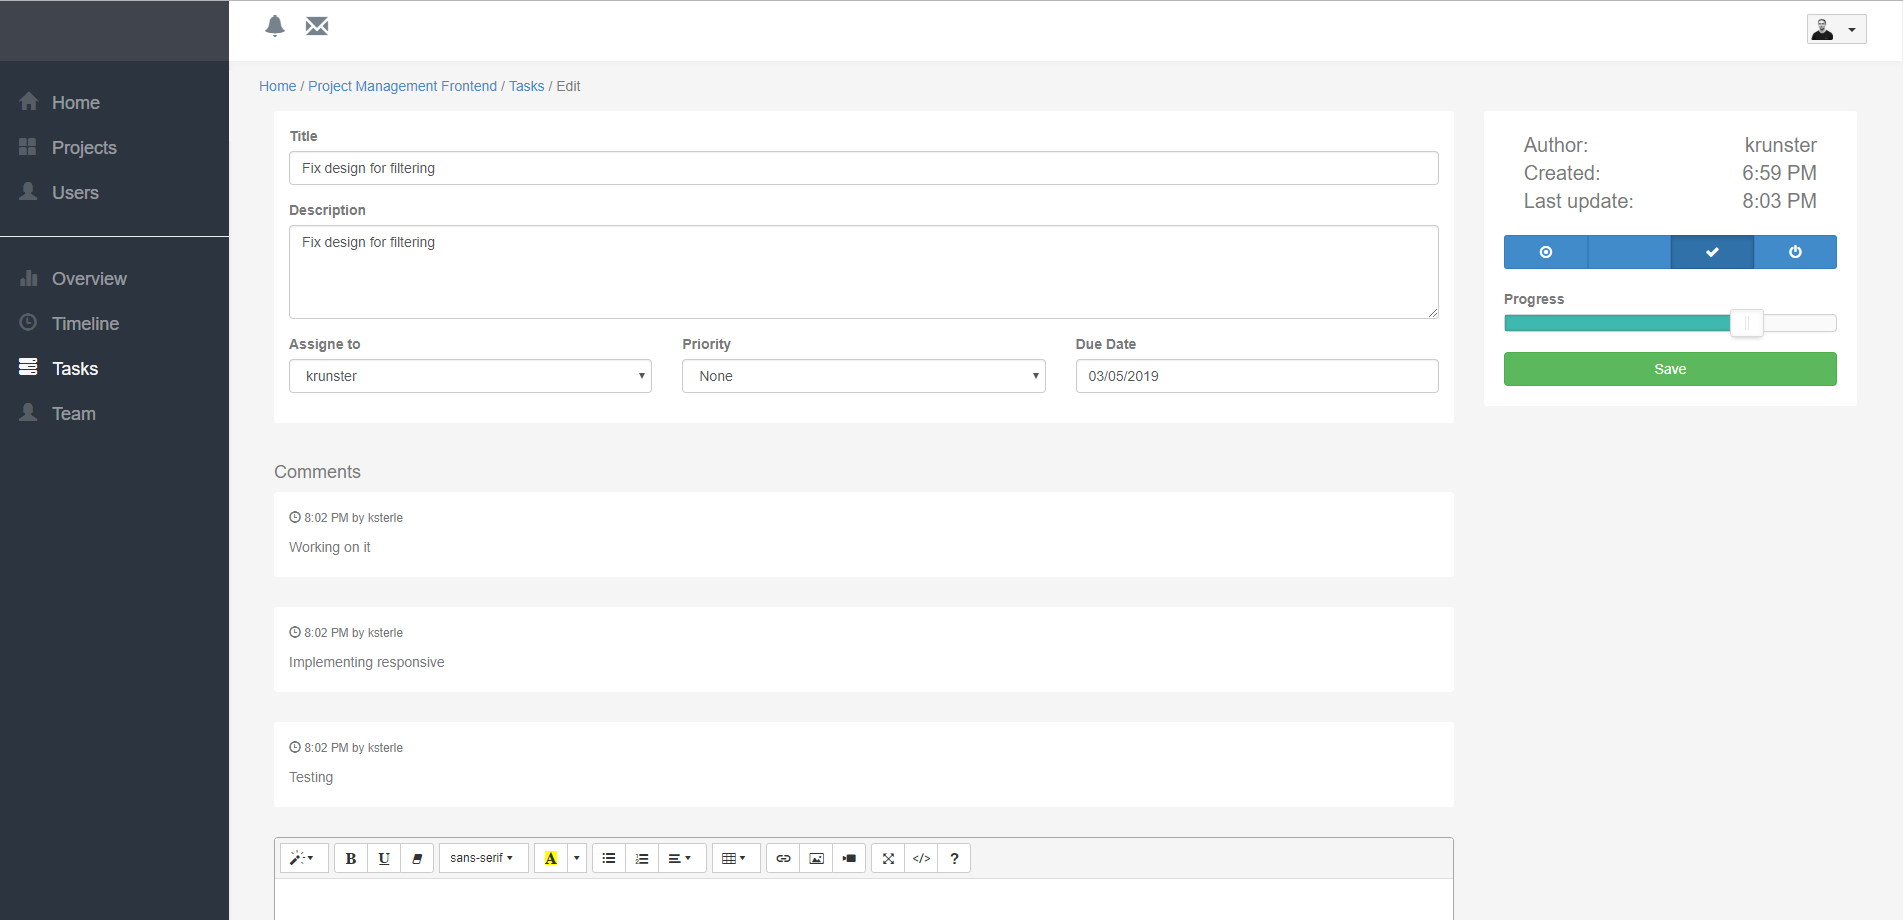 Home
Projects
Users
Overview
Timeline
Tasks
Team
Home / Project Management Frontend / Tasks / Edit
Title
Fix design for filtering
Description
Fix design for filtering
Assigne to
Priority
Due Date
krunster
None
03/05/2019
Author: krunster
Created: 6:59 PM
Last update: 8:03 PM
Progress
Save
Comments
8:02 PM by ksterle
Working on it
8:02 PM by ksterle
Implementing responsive
8:02 PM by ksterle
Testing
B U sans-serif A </> ?